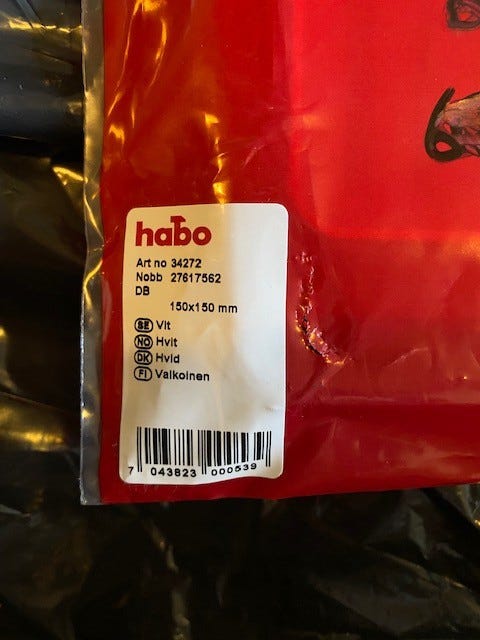 habo
Art no 34272
Nobb 27617562
DB
150x150 mm
SE Vit
NO Hvit
DK Hvid
FI Valkoinen
7 043823 000539